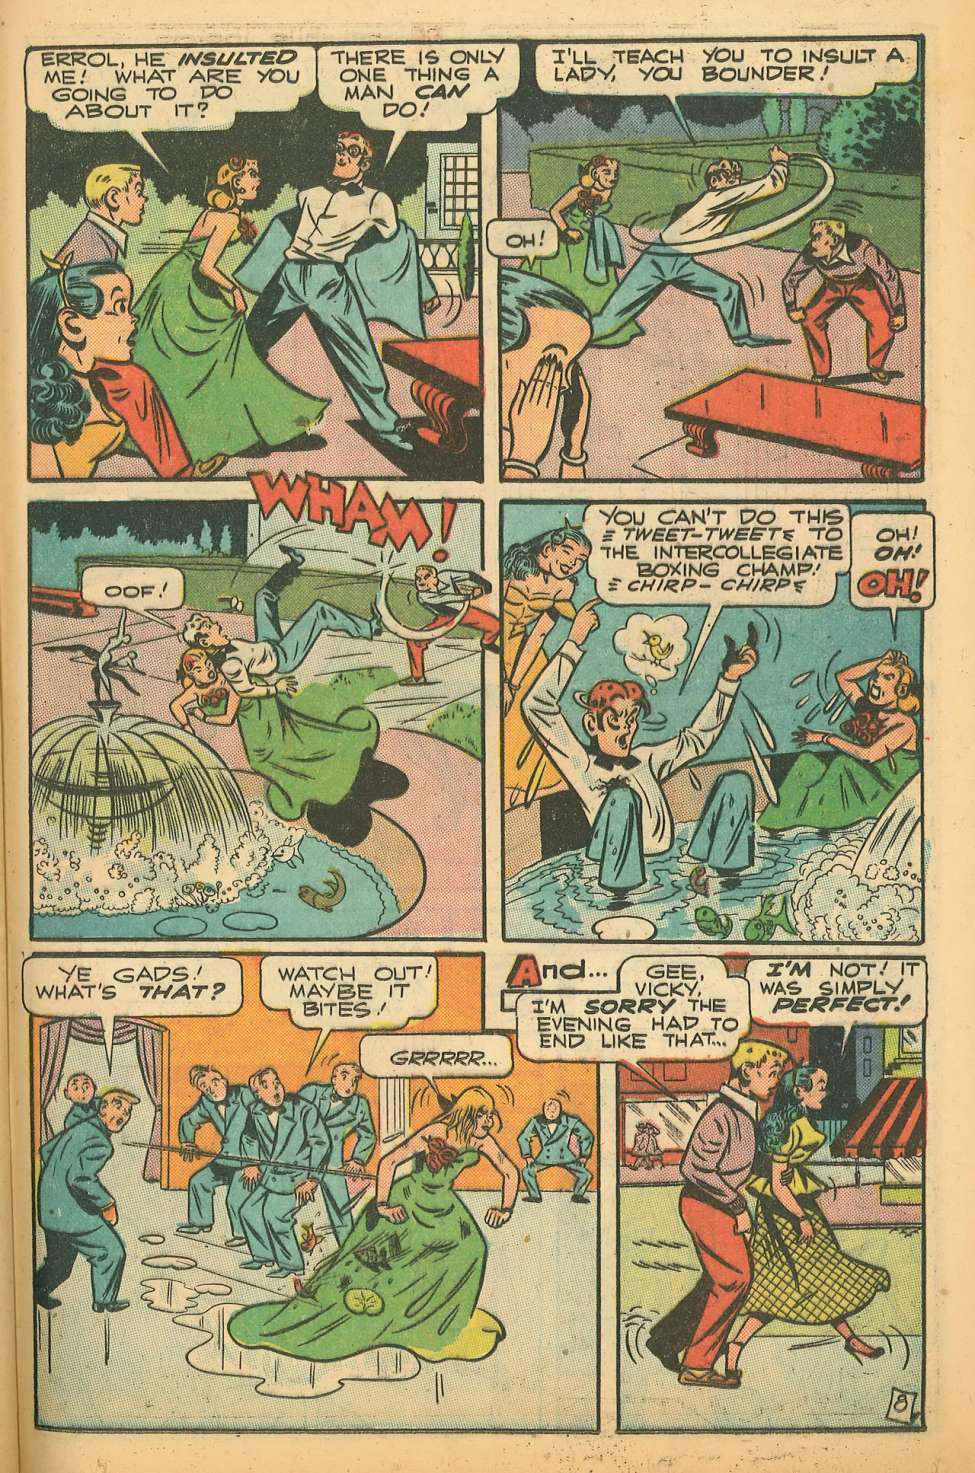 ERROL, HE INSULTED
ME! WHAT ARE YOU
GOING TO DO
ABOUT IT?
THERE IS ONLY
ONE THING A
MAN CAN
DO!
I'LL TEACH YOU TO INSULT A
LADY, YOU BOUNDER!
OH!
WHAM!
OOF!
YOU CAN'T DO THIS
TWEET-TWEET TO
THE INTERCOLLEGIATE
BOXING CHAMP!
CHIRP-CHIRP
OH!
OH!
OH!
YE GADS!
WHAT'S THAT?
WATCH OUT!
MAYBE IT
BITES!
GRRRRR...
And...
GEE,
VICKY,
I'M SORRY THE
EVENING HAD TO
END LIKE THAT...
I'M NOT! IT
WAS SIMPLY
PERFECT!
8